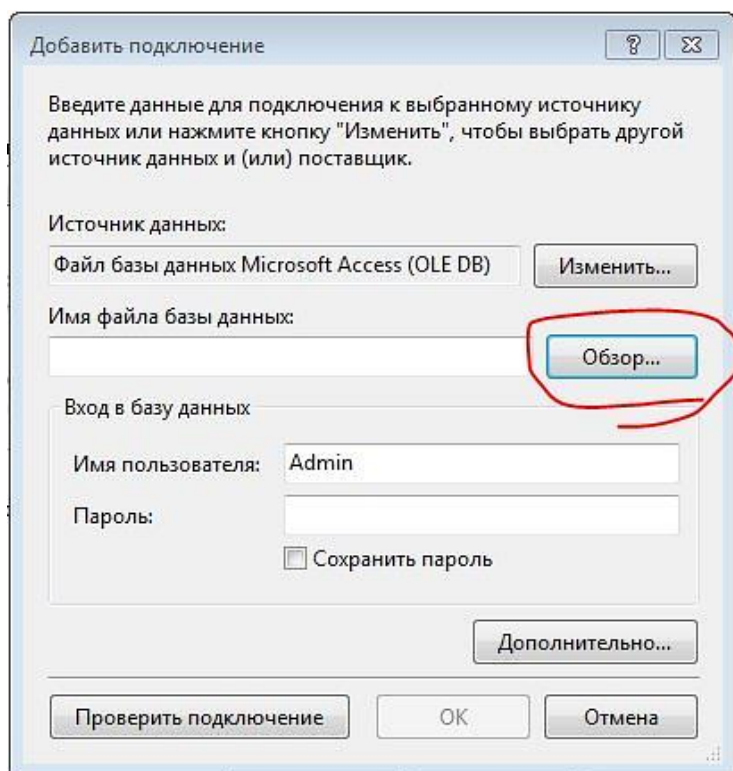 Добавить подключение
Введите данные для подключения к выбранному источнику
данных или нажмите кнопку "Изменить", чтобы выбрать другой
источник данных и (или) поставщик.
Источник данных:
Файл базы данных Microsoft Access (OLE DB)
Изменить...
Имя файла базы данных:
Обзор...
Вход в базу данных
Имя пользователя:
Admin
Пароль:
Сохранить пароль
Дополнительно...
Проверить подключение
ОК
Отмена